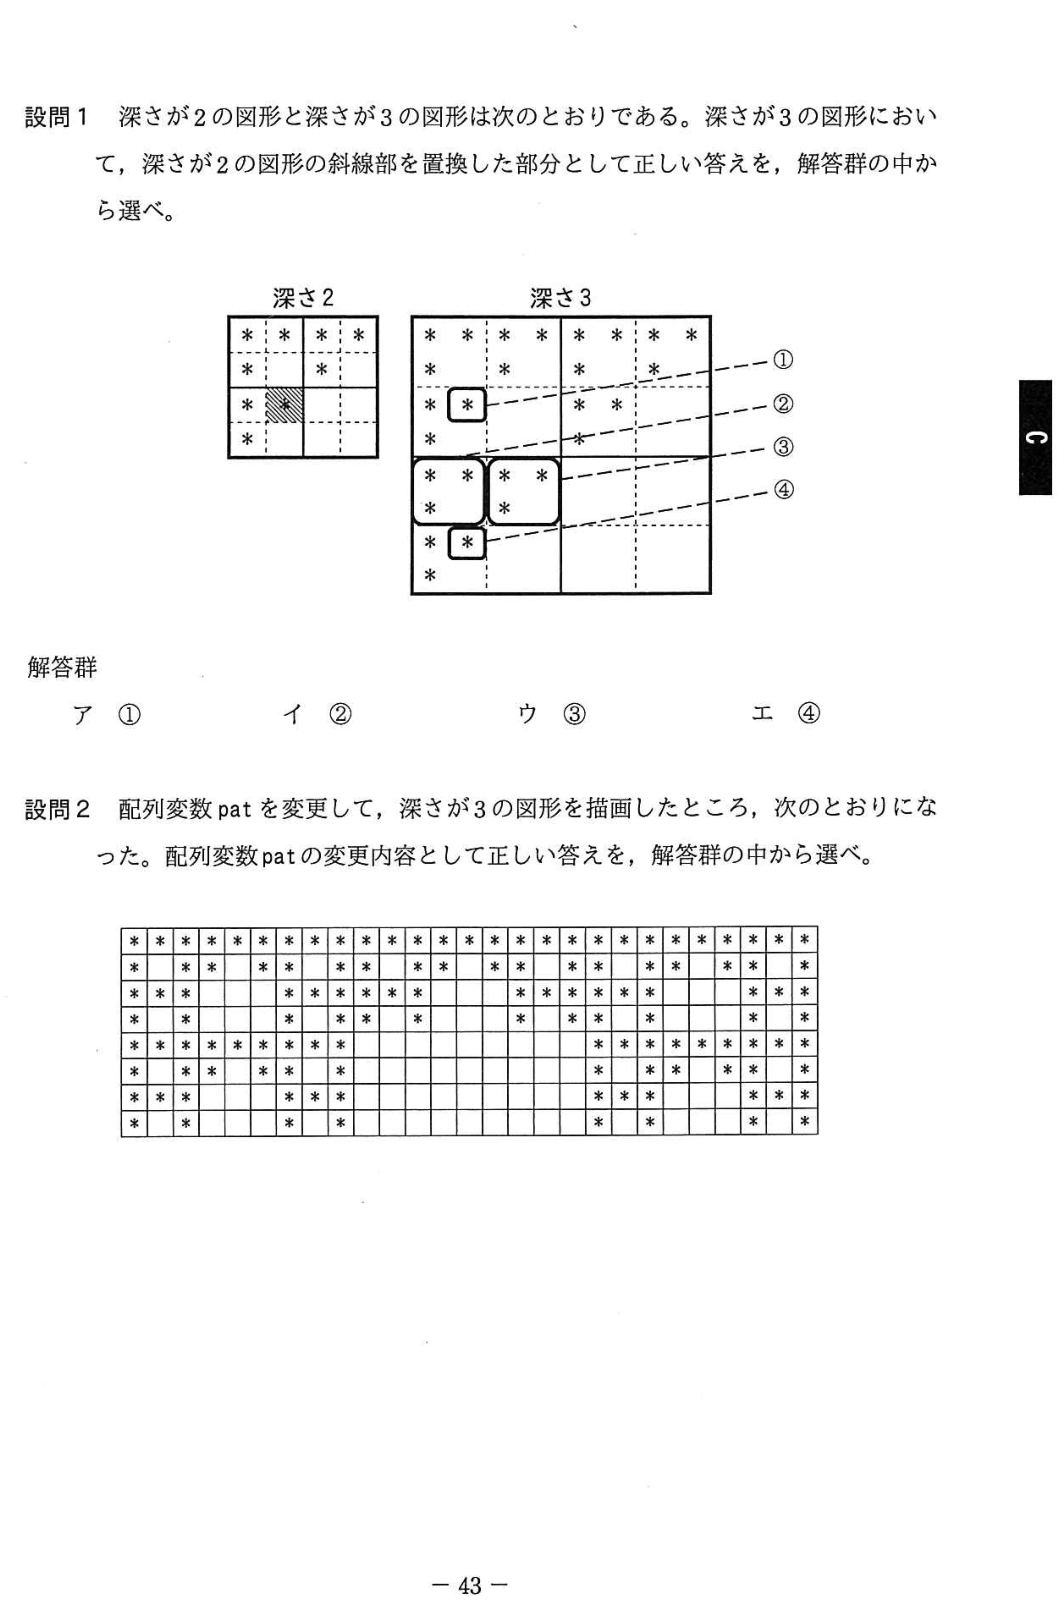 設問1 深さが2の図形と深さが3の図形は次のとおりである。深さが3の図形におい
て，深さが2の図形の斜線部を置換した部分として正しい答えを，解答群の中か
ら選べ。
深さ2
深さ3
* * * *
* *
* *
*
* * * * * * * *
* * * *
* * * *
* *
* * * *
* *
* *
*
①
②
③
④
C
解答群
ア ① イ ② ウ ③ エ ④
設問2 配列変数patを変更して，深さが3の図形を描画したところ，次のとおりにな
った。配列変数patの変更内容として正しい答えを，解答群の中から選べ。
* * * * * * * * * * * * * * * * * * * * * * * * * * *
* * * * * * * * * * * * * * * * * *
* * * * * * * * * * * * * * * * * *
* * * * * * * * * * * *
* * * * * * * * * * * * * * * * * *
* * * * * * * * * * * *
* * * * * * * * * * * *
* * * * * * * *
— 43 —